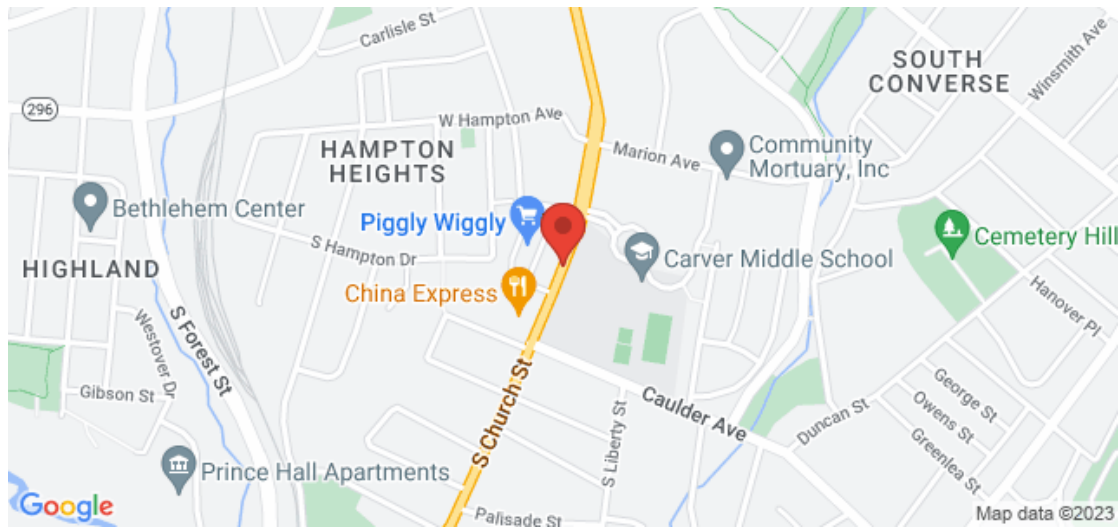 Carlisle St
SOUTH
CONVERSE
Winsmith Ave
296
W Hampton Ave
Marion Ave
Community
Mortuary, Inc
HAMPTON
HEIGHTS
Bethlehem Center
Piggly Wiggly
Cemetery Hill
S Hampton Dr
Carver Middle School
HIGHLAND
China Express
Hanover Pl
Westover Dr
S Forest St
Gibson St
S Church St
Caulder Ave
George St
Owens St
Duncan St
Greenlea St
S Liberty St
Prince Hall Apartments
Palisade St
Google
Map data ©2023